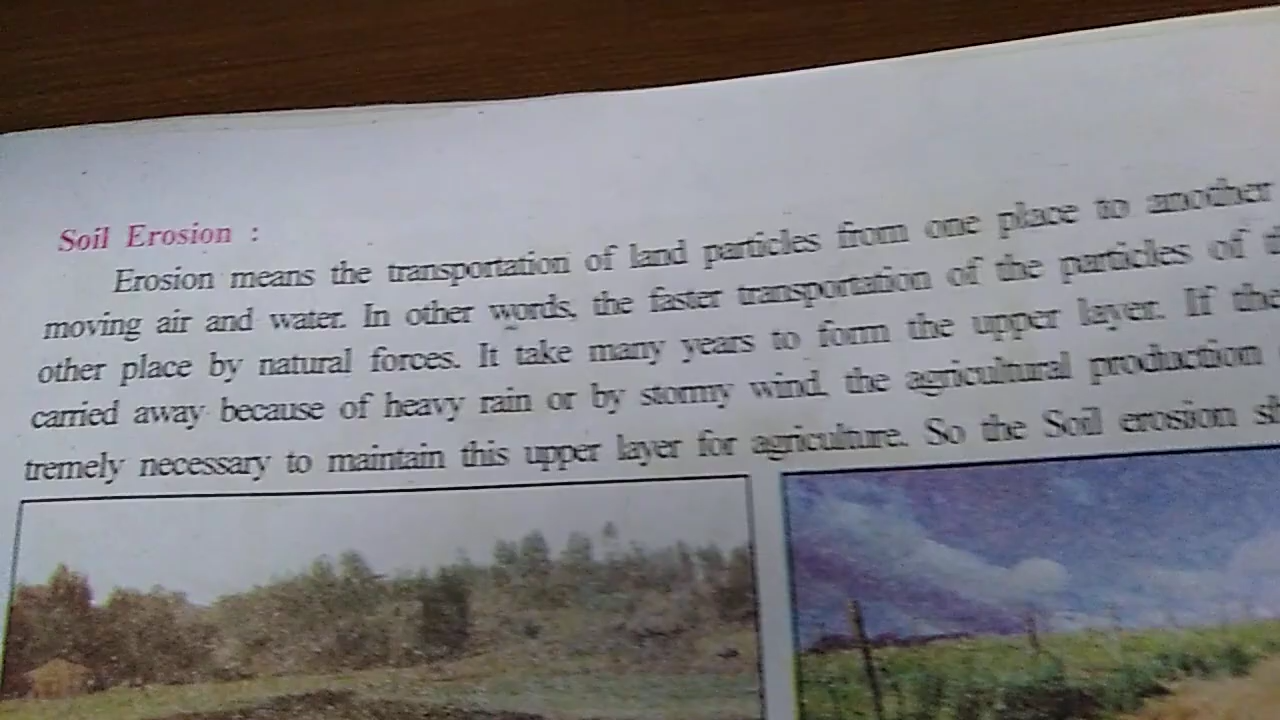 Soil Erosion :
Erosion means the transportation of land particles from one place to another
moving air and water. In other words, the faster transportation of the particles of
other place by natural forces. It take many years to form the upper layer. If the
carried away because of heavy rain or by stormy wind, the agricultural production
tremely necessary to maintain this upper layer for agriculture. So the Soil erosion